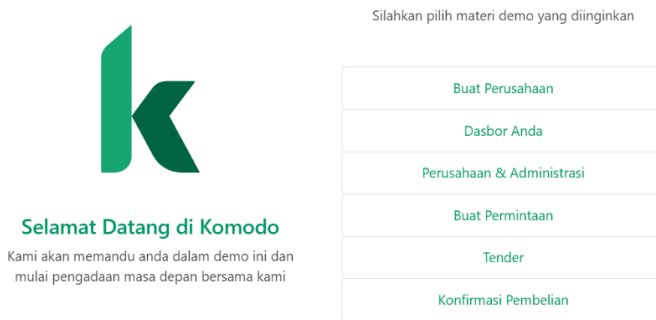 Selamat Datang di Komodo
Kami akan memandu anda dalam demo ini dan
mulai pengadaan masa depan bersama kami
Silahkan pilih materi demo yang diinginkan
Buat Perusahaan
Dasbor Anda
Perusahaan & Administrasi
Buat Permintaan
Tender
Konfirmasi Pembelian